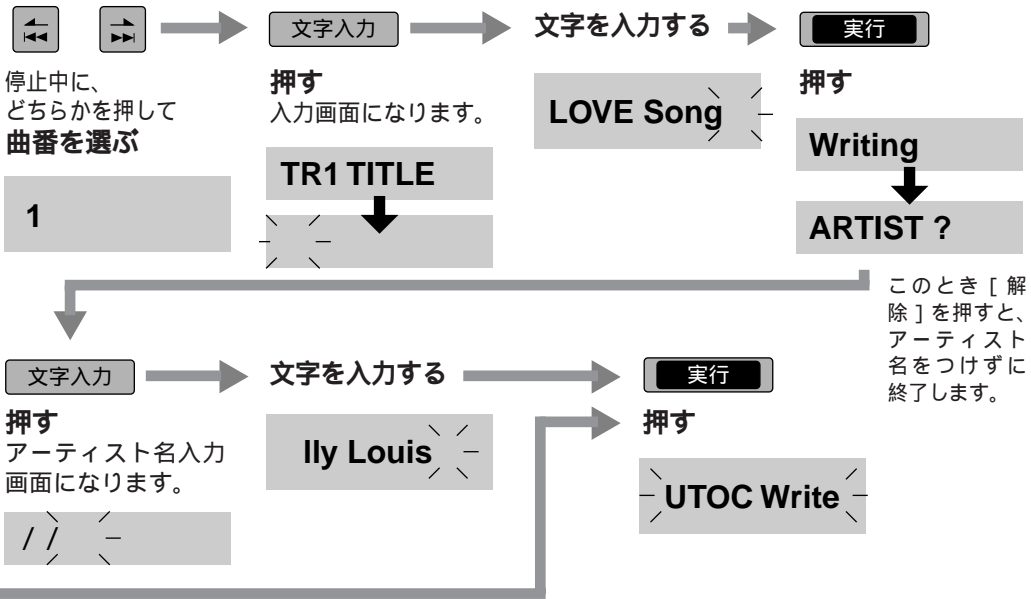 文字入力
文字を入力する
実行
停止中に、
どちらかを押して
曲番を選ぶ
押す
入力画面になります。
押す
1
TR1 TITLE
LOVE Song
Writing
ARTIST ?
このとき[解
除]を押すと、
アーティスト
名をつけずに
終了します。
文字入力
文字を入力する
実行
押す
アーティスト名入力
画面になります。
押す
/ /
lly Louis
UTOC Write